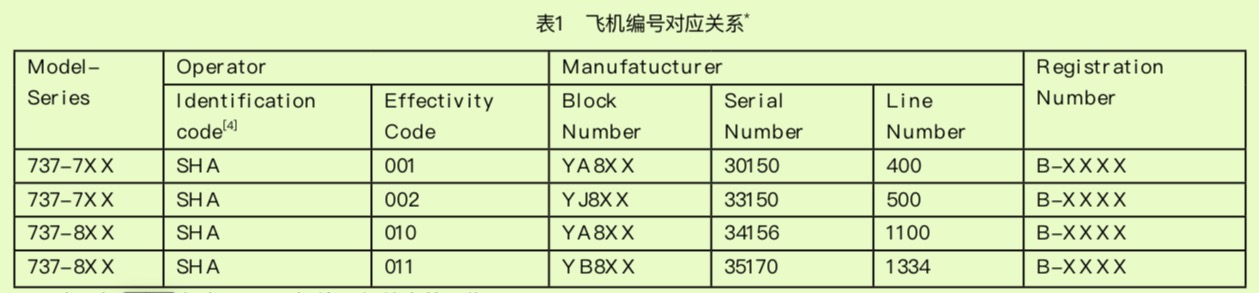 表1 飞机编号对应关系*
Model– Operator Manufatucturer Registration
Series Number
Identification Effectivity Block Serial Line
code[4] Code Number Number Number
737–7XX SHA 001 YA8XX 30150 400 B–XXXX
737–7XX SHA 002 YJ8XX 33150 500 B–XXXX
737–8XX SHA 010 YA8XX 34156 1100 B–XXXX
737–8XX SHA 011 YB8XX 35170 1334 B–XXXX